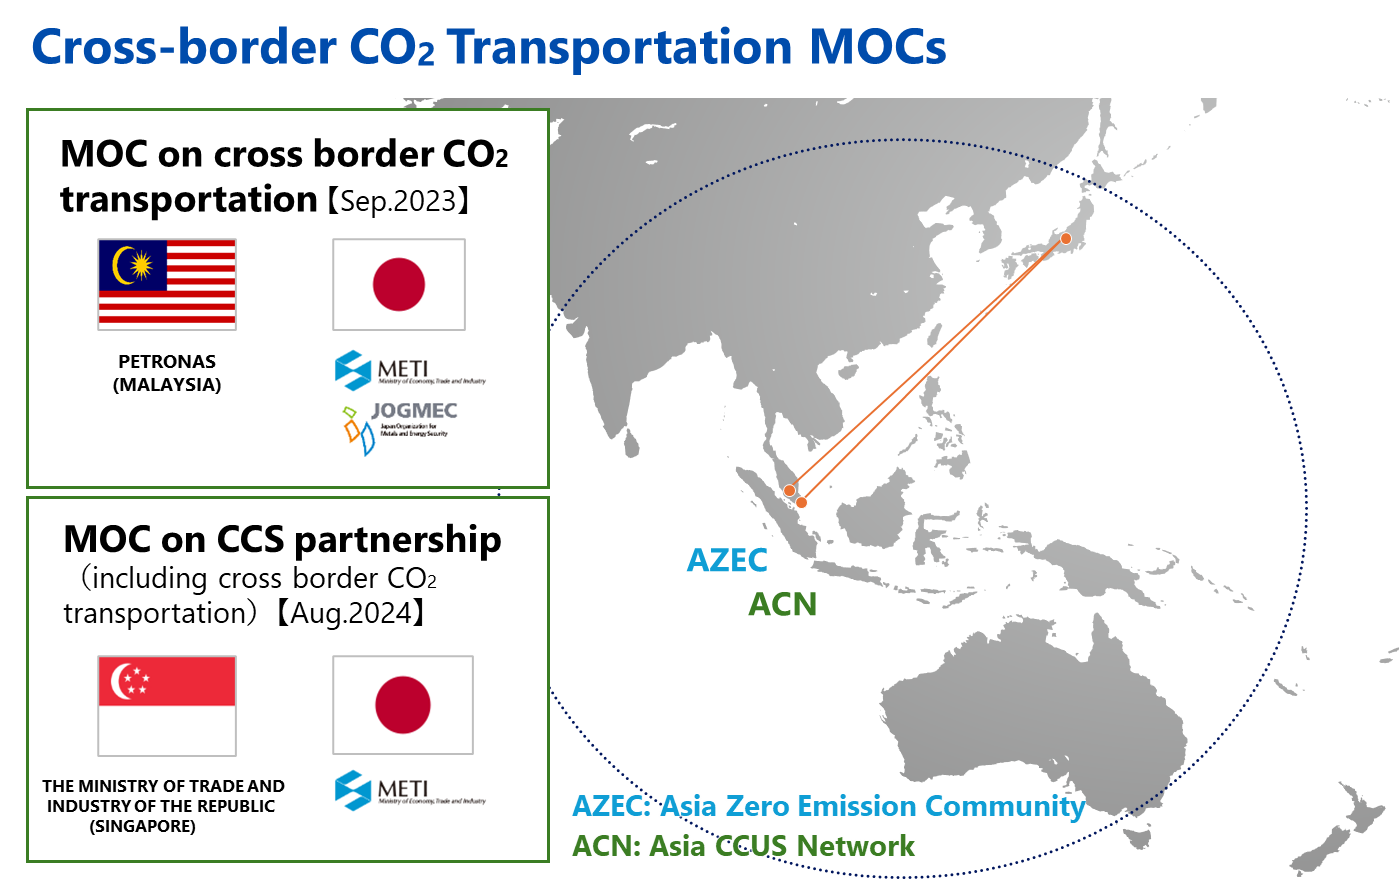 Cross-border CO₂ Transportation MOCs
MOC on cross border CO₂
transportation【Sep.2023】
PETRONAS
(MALAYSIA)
METI
Ministry of Economy, Trade and Industry
JOGMEC
Japan Organization for
Metals and Energy Security
MOC on CCS partnership
（including cross border CO₂
transportation）【Aug.2024】
THE MINISTRY OF TRADE AND
INDUSTRY OF THE REPUBLIC
(SINGAPORE)
METI
Ministry of Economy, Trade and Industry
AZEC
ACN
AZEC: Asia Zero Emission Community
ACN: Asia CCUS Network